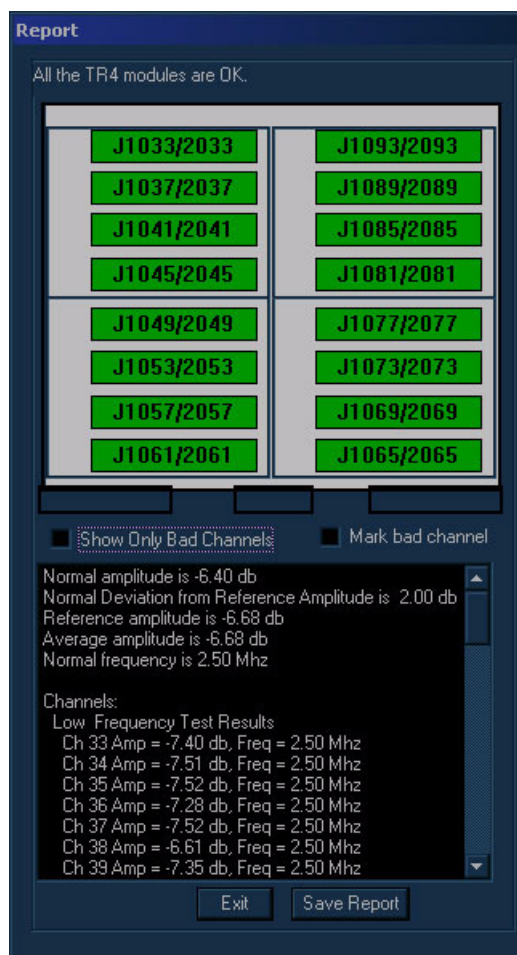 Report
All the TR4 modules are OK.
J1033/2033
J1093/2093
J1037/2037
J1089/2089
J1041/2041
J1085/2085
J1045/2045
J1081/2081
J1049/2049
J1077/2077
J1053/2053
J1073/2073
J1057/2057
J1069/2069
J1061/2061
J1065/2065
Show Only Bad Channels
Mark bad channel
Normal amplitude is -6.40 db
Normal Deviation from Reference Amplitude is 2.00 db
Reference amplitude is -6.68 db
Average amplitude is -6.68 db
Normal frequency is 2.50 Mhz
Channels:
Low Frequency Test Results
Ch 33 Amp = -7.40 db, Freq = 2.50 Mhz
Ch 34 Amp = -7.51 db, Freq = 2.50 Mhz
Ch 35 Amp = -7.52 db, Freq = 2.50 Mhz
Ch 36 Amp = -7.28 db, Freq = 2.50 Mhz
Ch 37 Amp = -7.52 db, Freq = 2.50 Mhz
Ch 38 Amp = -6.61 db, Freq = 2.50 Mhz
Ch 39 Amp = -7.35 db, Freq = 2.50 Mhz
Exit
Save Report